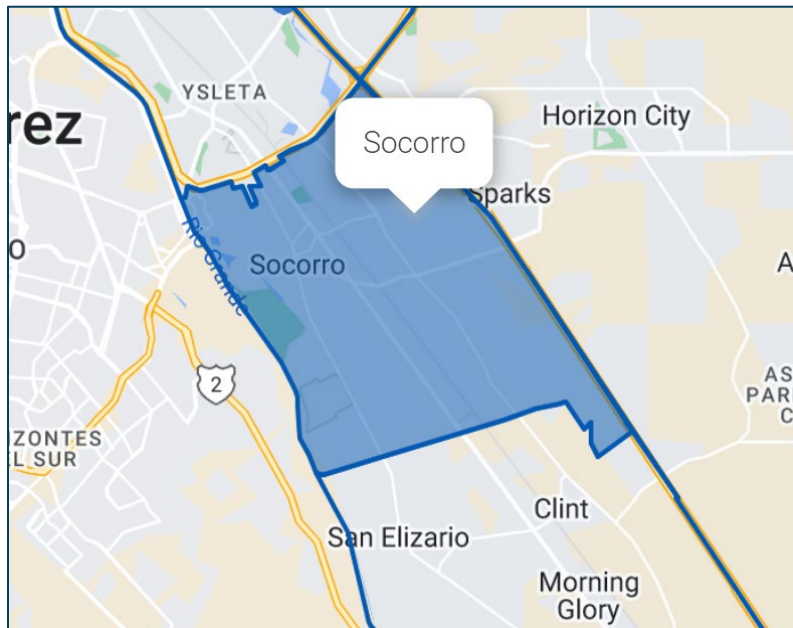 YSLETA
rez
Horizon City
Socorro
Sparks
Rio Grande
Socorro
o
A
2
AS
PAR
C
IZONTES
EL SUR
Clint
San Elizario
Morning
Glory